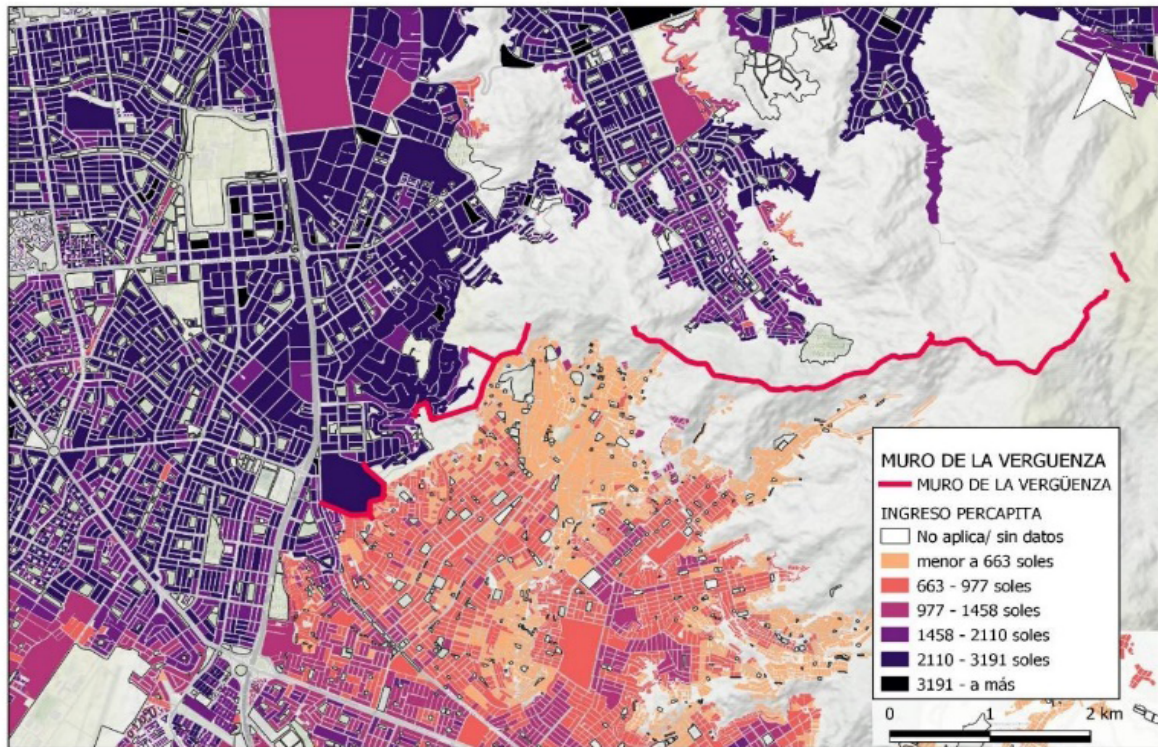 MURO DE LA VERGUENZA
MURO DE LA VERGÜENZA
INGRESO PERCAPITA
No aplica/ sin datos
menor a 663 soles
663 - 977 soles
977 - 1458 soles
1458 - 2110 soles
2110 - 3191 soles
3191 - a más
0 1 2 km